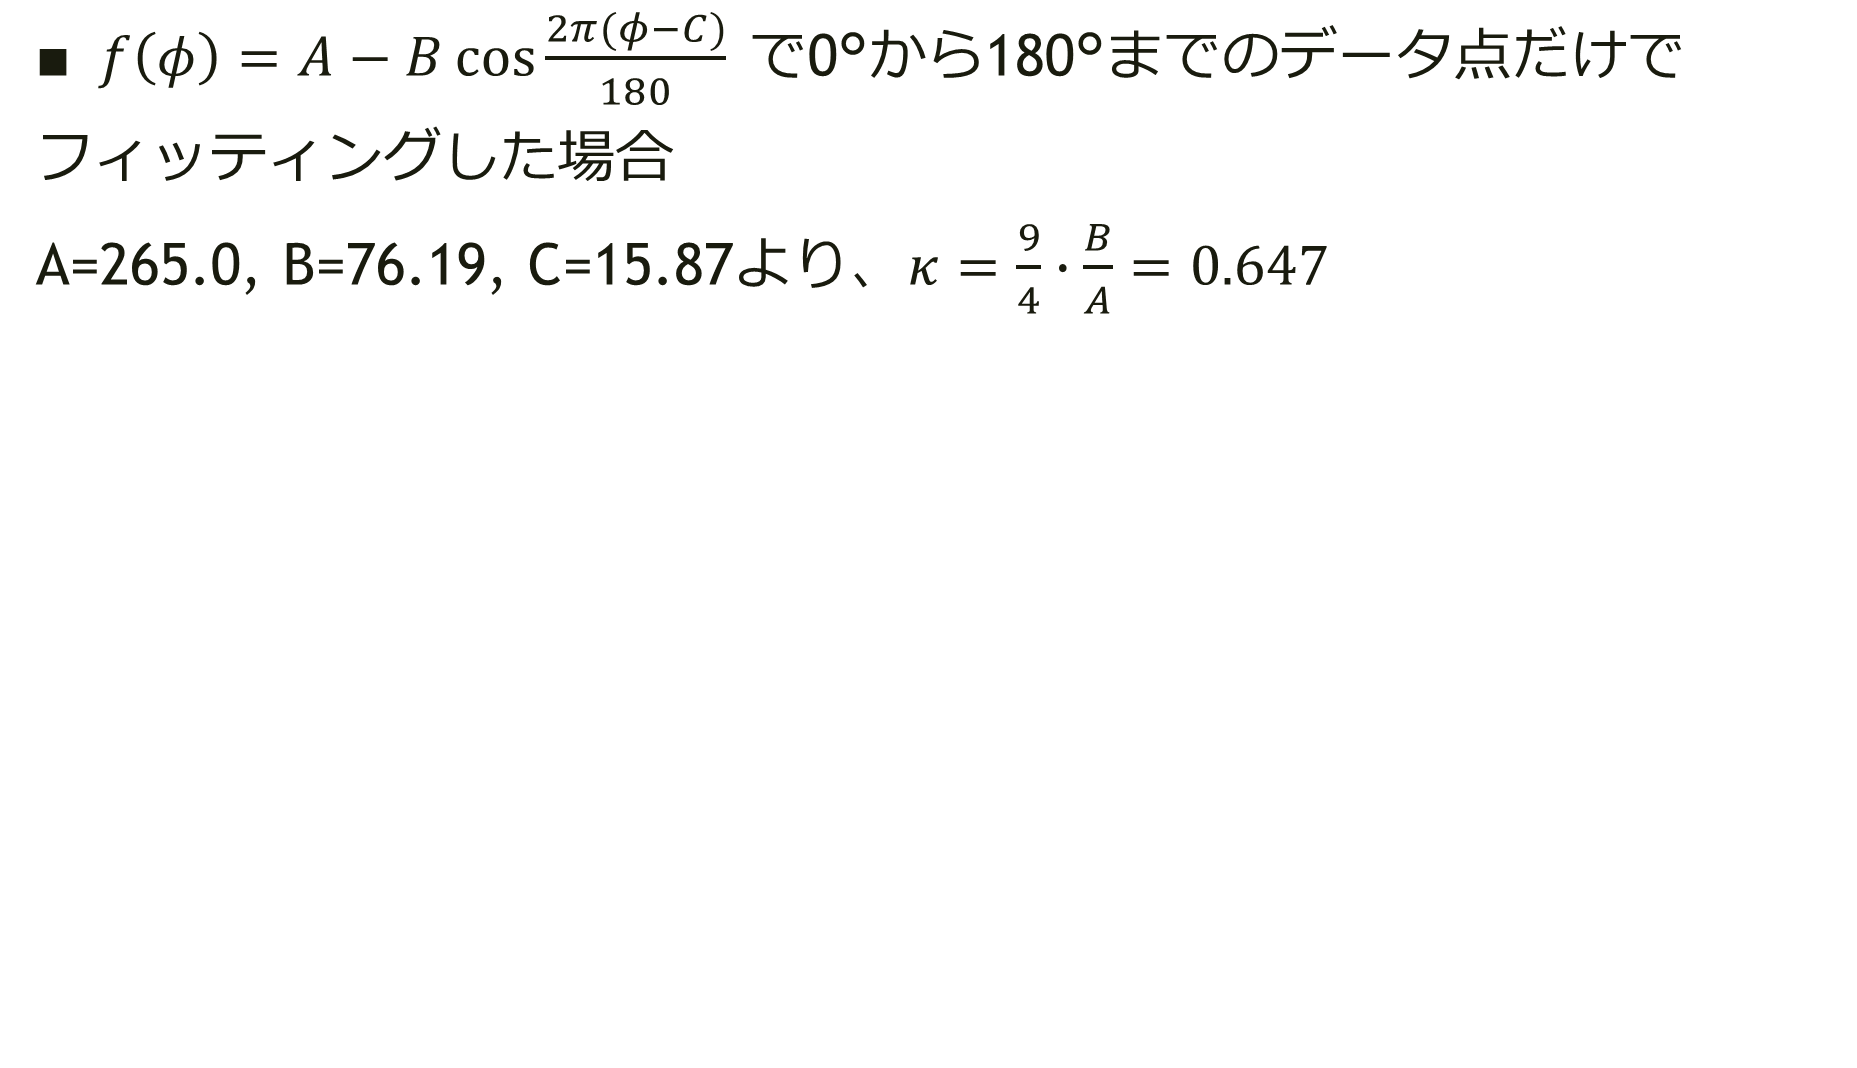 ■ f(ϕ) = A − B cos 2π(ϕ−C)/180 で0°から180°までのデータ点だけで
フィッティングした場合
A=265.0, B=76.19, C=15.87より、κ = 9/4 · B/A = 0.647